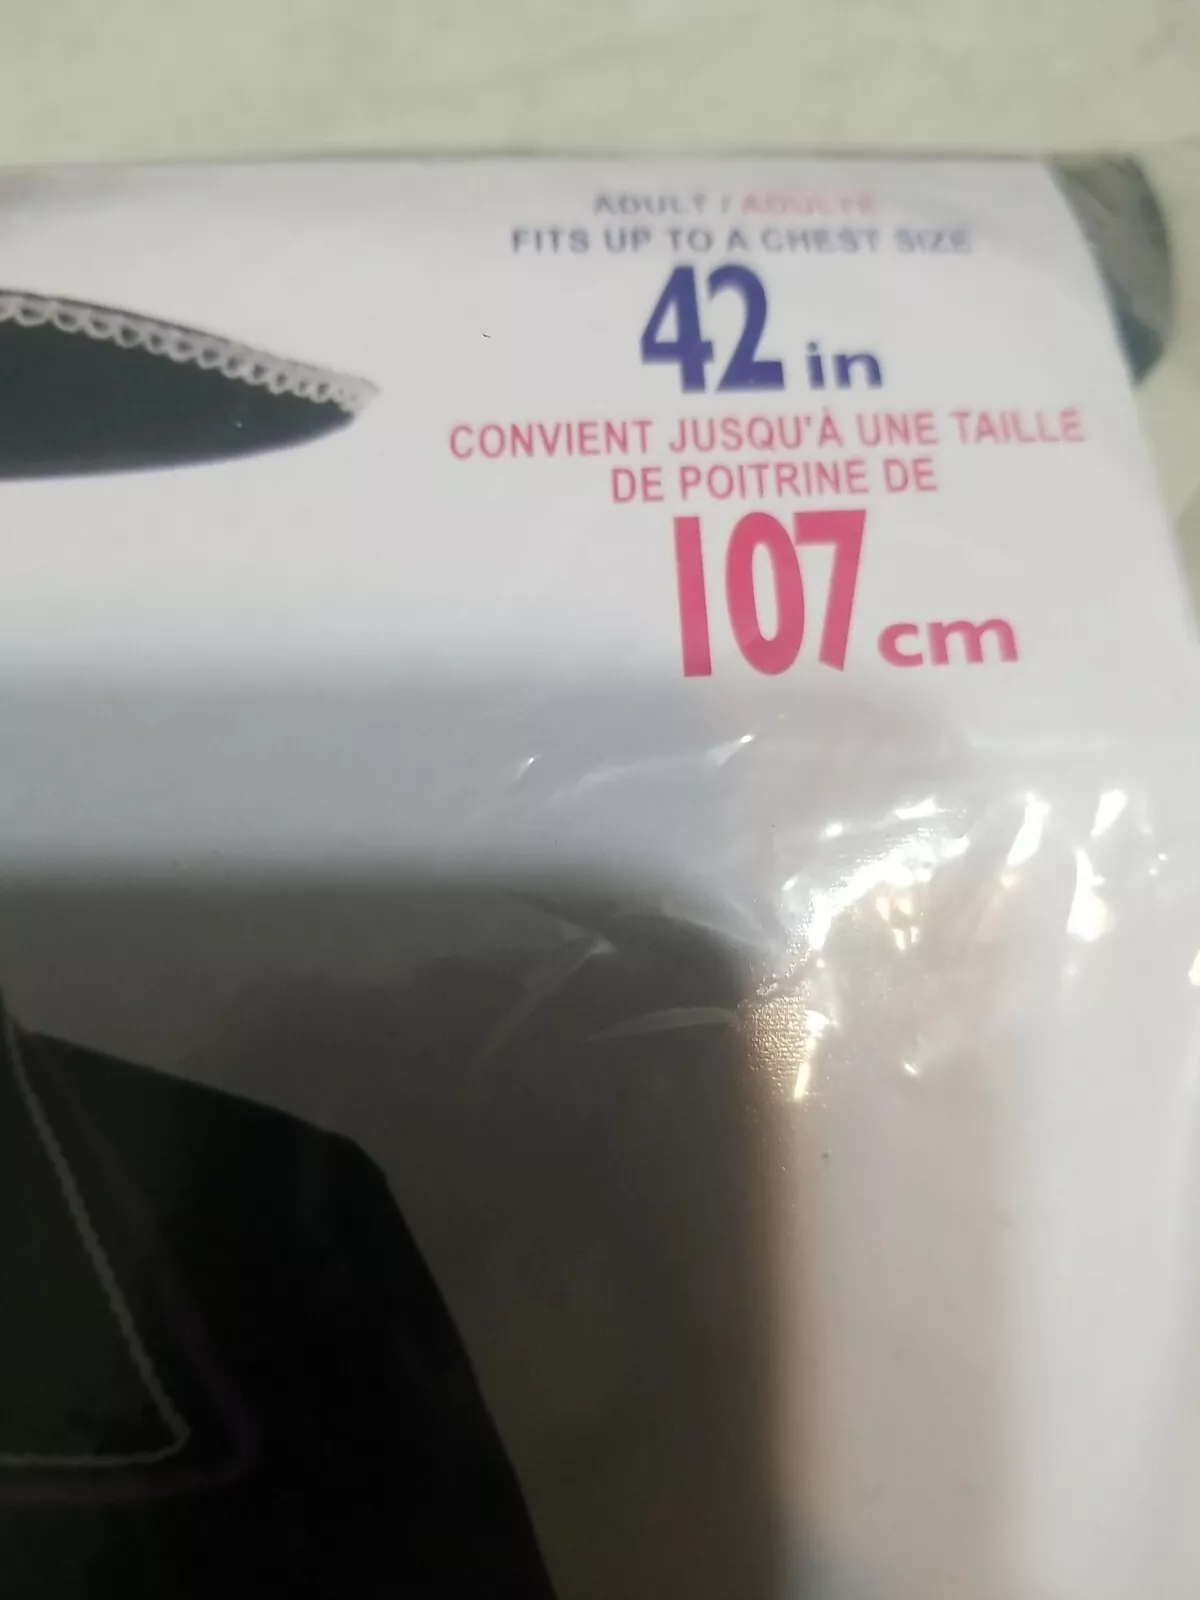 ADULT / ADULTE
FITS UP TO A CHEST SIZE
42 in
CONVIENT JUSQU'À UNE TAILLE
DE POITRINE DE
107 cm